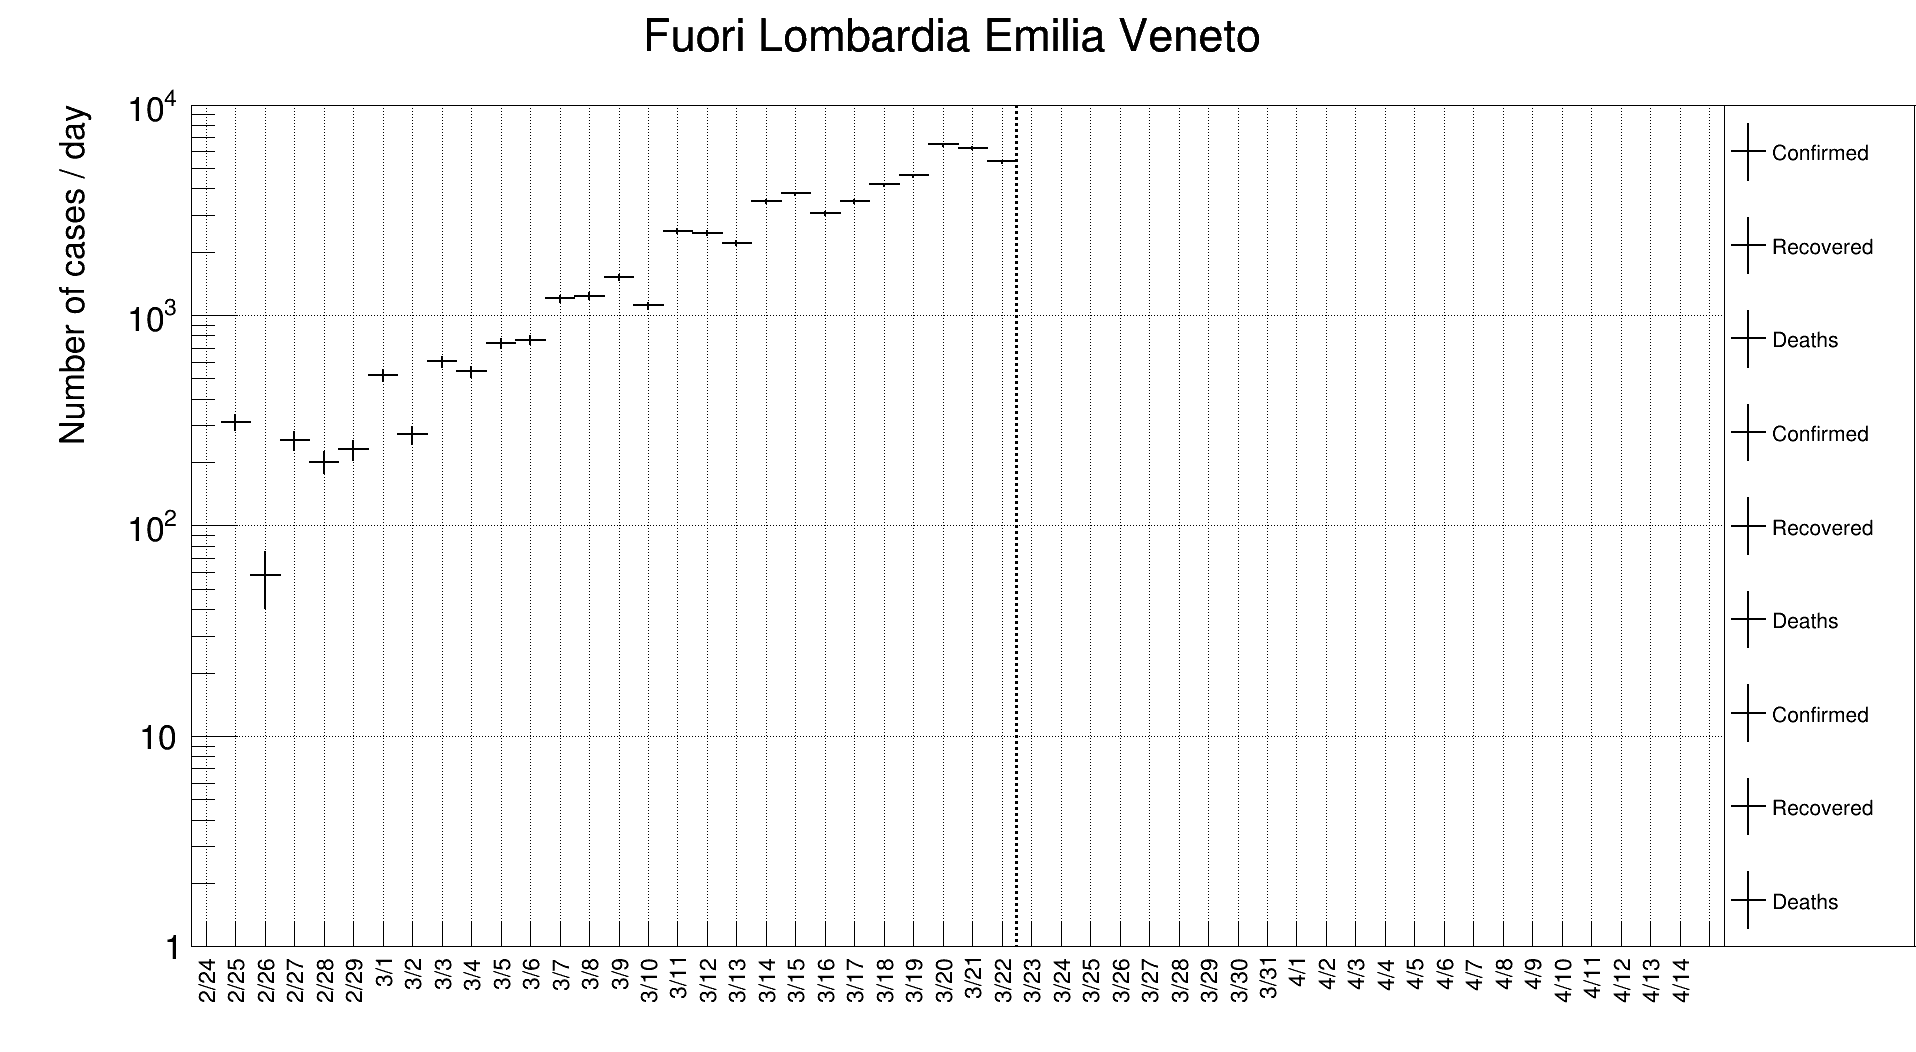 Fuori Lombardia Emilia Veneto
Number of cases / day
10^4
10^3
10^2
10
1
2/24 2/25 2/26 2/27 2/28 2/29 3/1 3/2 3/3 3/4 3/5 3/6 3/7 3/8 3/9 3/10 3/11 3/12 3/13 3/14 3/15 3/16 3/17 3/18 3/19 3/20 3/21 3/22 3/23 3/24 3/25 3/26 3/27 3/28 3/29 3/30 3/31 4/1 4/2 4/3 4/4 4/5 4/6 4/7 4/8 4/9 4/10 4/11 4/12 4/13 4/14
Confirmed
Recovered
Deaths
Confirmed
Recovered
Deaths
Confirmed
Recovered
Deaths